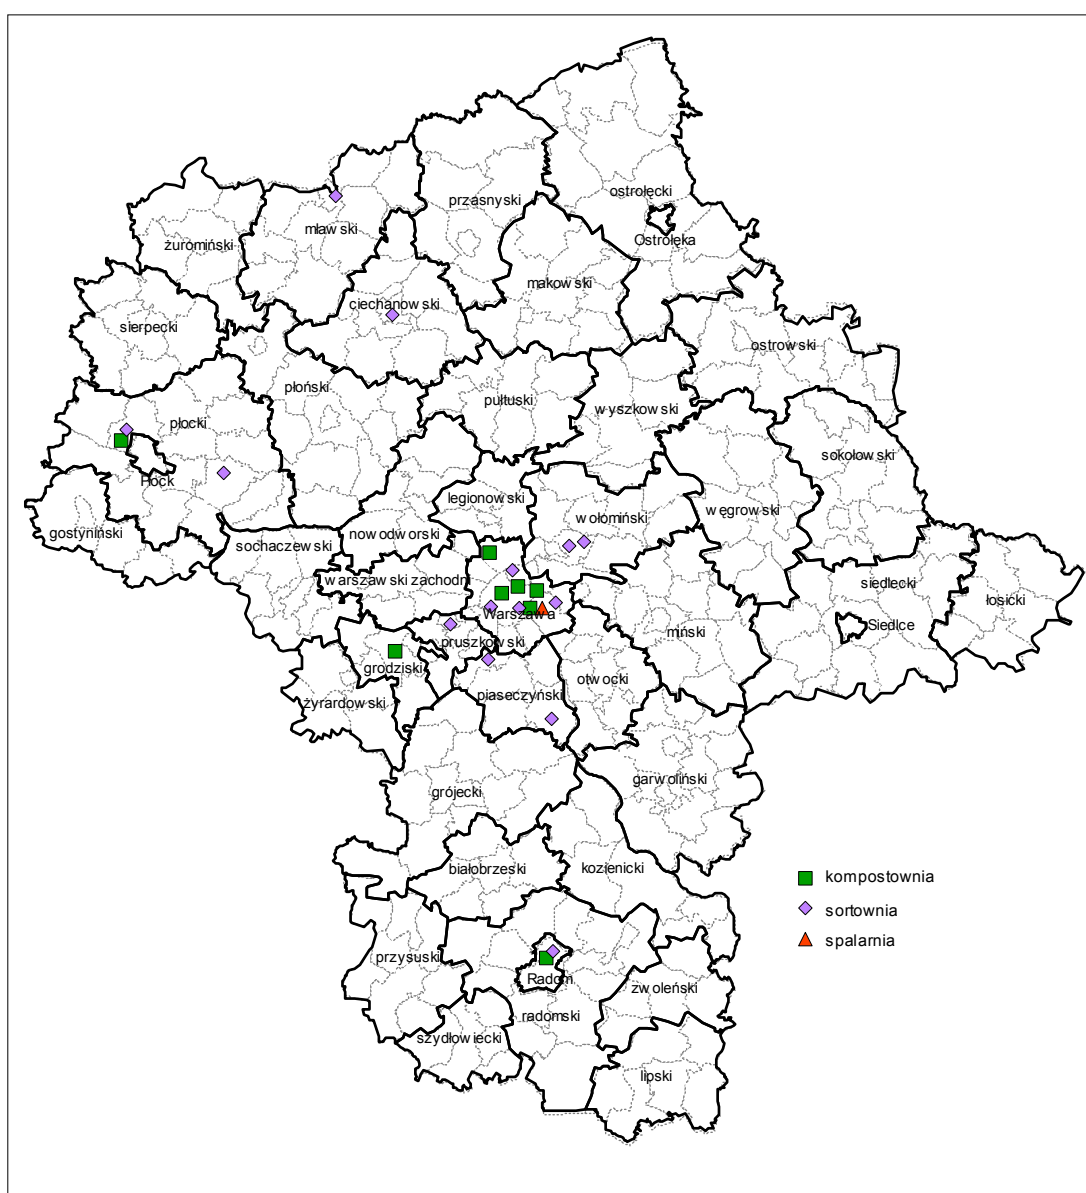 przasnyski
ostrołęcki
mławski
żuromiński
Ostrołęka
makowski
ciechanowski
sierpecki
ostrowski
płoński
pułtuski
wyszkowski
płocki
sokołowski
Płock
legionowski
węgrowski
wołomiński
gostyniński
nowodworski
sochaczewski
warszawski zachodni
siedlecki
łosicki
Warszawa
Siedlce
miński
pruszkowski
grodziski
otwocki
piaseczyński
żyrardowski
garwoliński
grójecki
białobrzeski
kozienicki
kompostownia
sortownia
spalarnia
przysuski
Radom
zwoleński
radomski
szydłowiecki
lipski